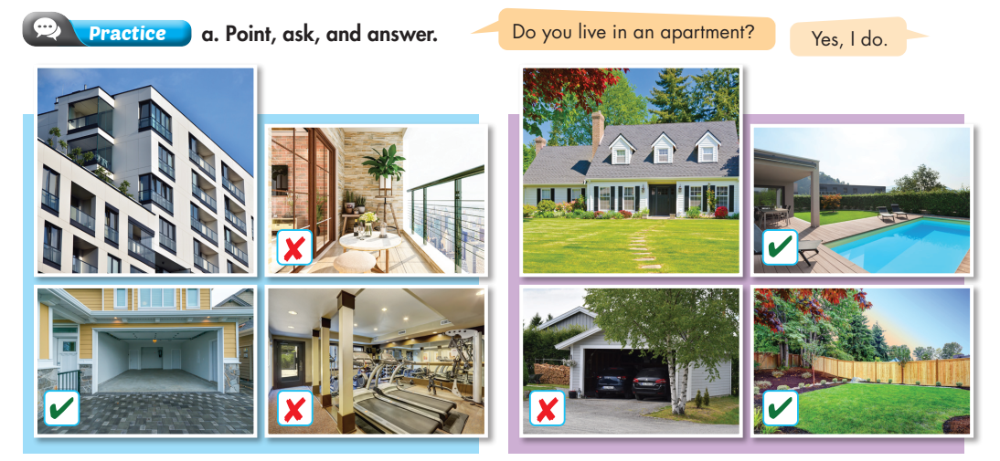 Practice
a. Point, ask, and answer.
Do you live in an apartment?
Yes, I do.